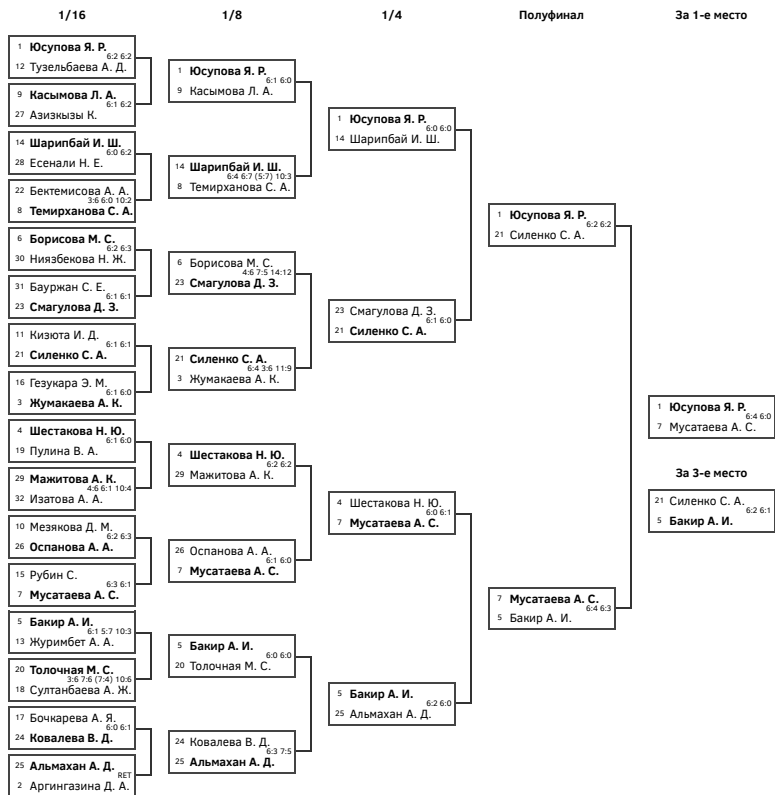 1/16
1 Юсупова Я. Р.
6:2 6:2
12 Тузельбаева А. Д.
9 Касымова Л. А.
6:1 6:2
27 Азизкызы К.
14 Шарипбай И. Ш.
6:0 6:2
28 Есенали Н. Е.
22 Бектемисова А. А.
3:6 6:0 10:2
8 Темирханова С. А.
6 Борисова М. С.
6:2 6:3
30 Ниязбекова Н. Ж.
31 Бауржан С. Е.
6:1 6:1
23 Смагулова Д. З.
11 Кизюта И. Д.
6:1 6:1
21 Силенко С. А.
16 Гезукара Э. М.
6:1 6:0
3 Жумакаева А. К.
4 Шестакова Н. Ю.
6:1 6:0
19 Пулина В. А.
29 Мажитова А. К.
4:6 6:1 10:4
32 Изатова А. А.
10 Мезякова Д. М.
6:2 6:3
26 Оспанова А. А.
15 Рубин С.
6:3 6:1
7 Мусатаева А. С.
5 Бакир А. И.
6:1 5:7 10:3
13 Журимбет А. А.
20 Толочная М. С.
3:6 7:6 (7:4) 10:6
18 Султанбаева А. Ж.
17 Бочкарева А. Я.
6:0 6:1
24 Ковалева В. Д.
25 Альмахан А. Д.
RET
2 Аргингазина Д. А.
1/8
1 Юсупова Я. Р.
6:1 6:0
9 Касымова Л. А.
14 Шарипбай И. Ш.
6:4 6:7 (5:7) 10:3
8 Темирханова С. А.
6 Борисова М. С.
4:6 7:5 14:12
23 Смагулова Д. З.
21 Силенко С. А.
6:4 3:6 11:9
3 Жумакаева А. К.
4 Шестакова Н. Ю.
6:2 6:2
29 Мажитова А. К.
26 Оспанова А. А.
6:1 6:0
7 Мусатаева А. С.
5 Бакир А. И.
6:0 6:0
20 Толочная М. С.
24 Ковалева В. Д.
6:3 7:5
25 Альмахан А. Д.
1/4
1 Юсупова Я. Р.
6:0 6:0
14 Шарипбай И. Ш.
23 Смагулова Д. З.
6:1 6:0
21 Силенко С. А.
4 Шестакова Н. Ю.
6:0 6:1
7 Мусатаева А. С.
5 Бакир А. И.
6:2 6:0
25 Альмахан А. Д.
Полуфинал
1 Юсупова Я. Р.
6:2 6:2
21 Силенко С. А.
7 Мусатаева А. С.
6:4 6:3
5 Бакир А. И.
За 1-е место
1 Юсупова Я. Р.
6:4 6:0
7 Мусатаева А. С.
За 3-е место
21 Силенко С. А.
6:2 6:1
5 Бакир А. И.